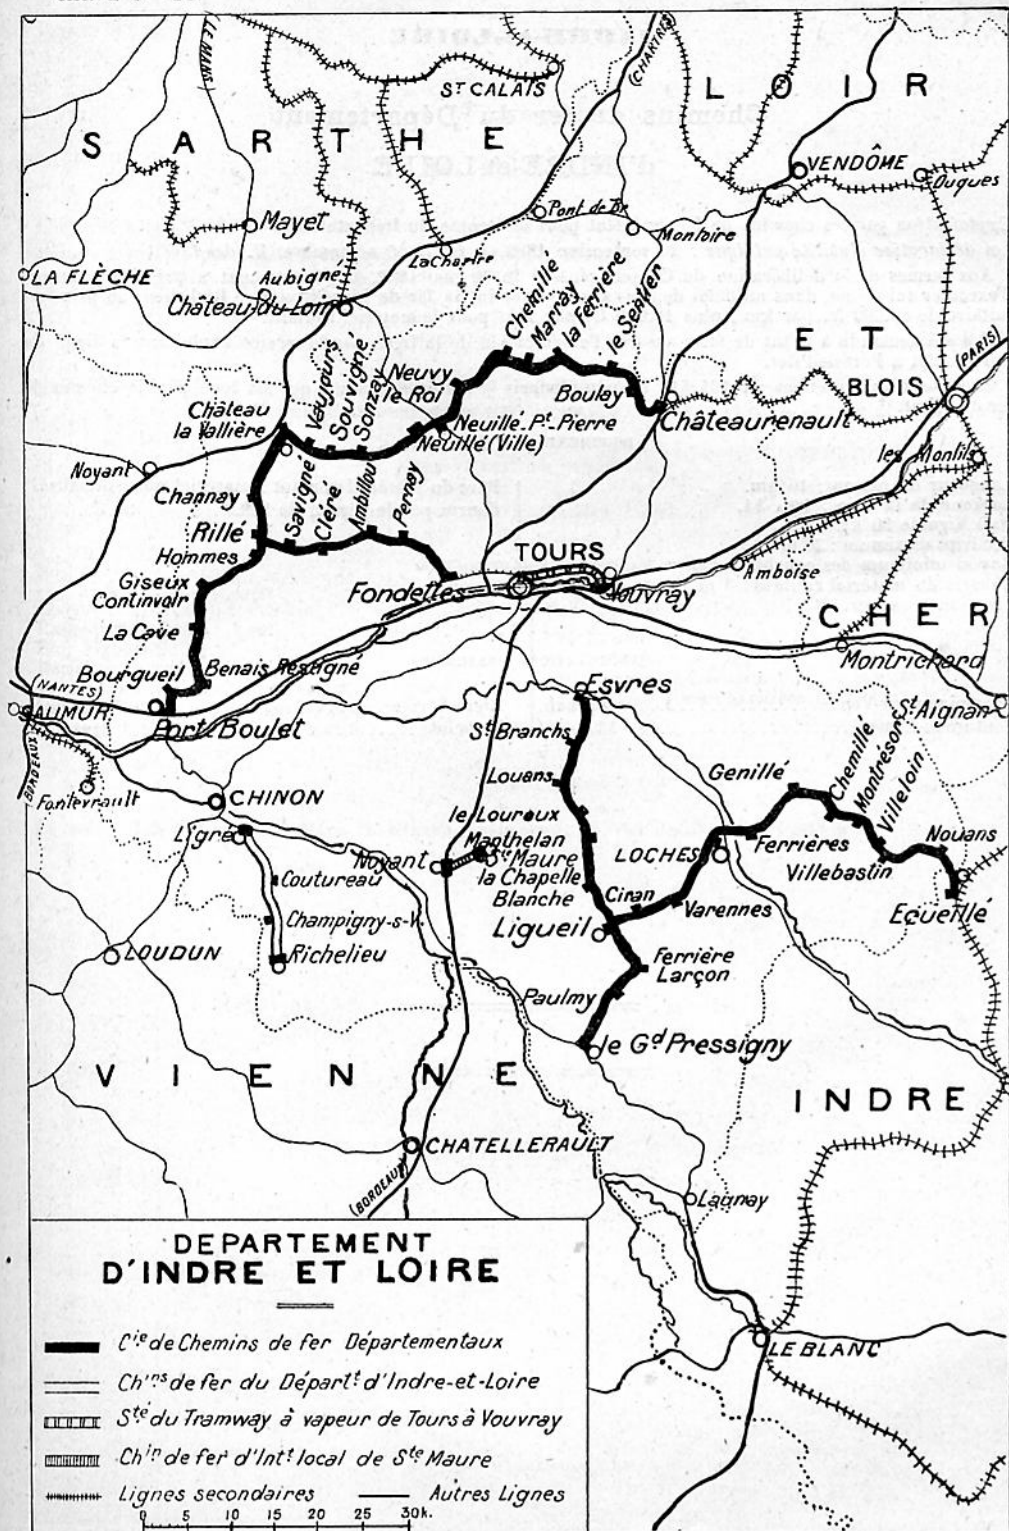 (LE MANS)
ST CALAIS
(CHARTRES)
LOIR
SARTHE
VENDÔME
Ouques
Mayet
Pont de Br.
Montoire
LA FLÈCHE
Aubigné
Lachartre
Château-du-Loir
Chemillé
Marray
la Ferrière
le Sentier
ET
(PARIS)
Neuvy
le Roi
Boulay
BLOIS
Château
la Vallière
Vaujours
Souvigné
Sonzay
Neuillé-Pt-Pierre
Neuillé (Ville)
Châteaurenault
les Montils
Noyant
Channay
Savigné
Cléré
Ambillou
Pernay
Rillé
Hommes
TOURS
Giseux
Continvoir
Fondettes
Vouvray
Amboise
La Cave
CHER
Montrichard
Bourgueil
Benais Restigné
(NANTES)
SAUMUR
Port Boulet
Esvres
St Aignan
BORDEAUX
St Branchs
Genillé
Chemillé
Montrésor
Villeloin
Fontevrault
CHINON
Louans
Ligré
le Louroux
Manthelan
Nouans
Noyant
Ste Maure
LOCHES
Ferrières
la Chapelle
Blanche
Villebastin
Coutureau
Ciran
Champigny-s-V.
Varennes
Ecueillé
Ligueil
LOUDUN
Richelieu
Ferrière
Larçon
Paulmy
le Gd Pressigny
VIENNE
INDRE
CHATELLERAULT
(BORDEAUX)
LE BLANC
DEPARTEMENT
D'INDRE ET LOIRE
Cie de Chemins de fer Départementaux
Chins de fer du Départt d'Indre-et-Loire
Sté du Tramway à vapeur de Tours à Vouvray
Chin de fer d'Intt local de Ste Maure
Lignes secondaires Autres Lignes
0 5 10 15 20 25 30k.